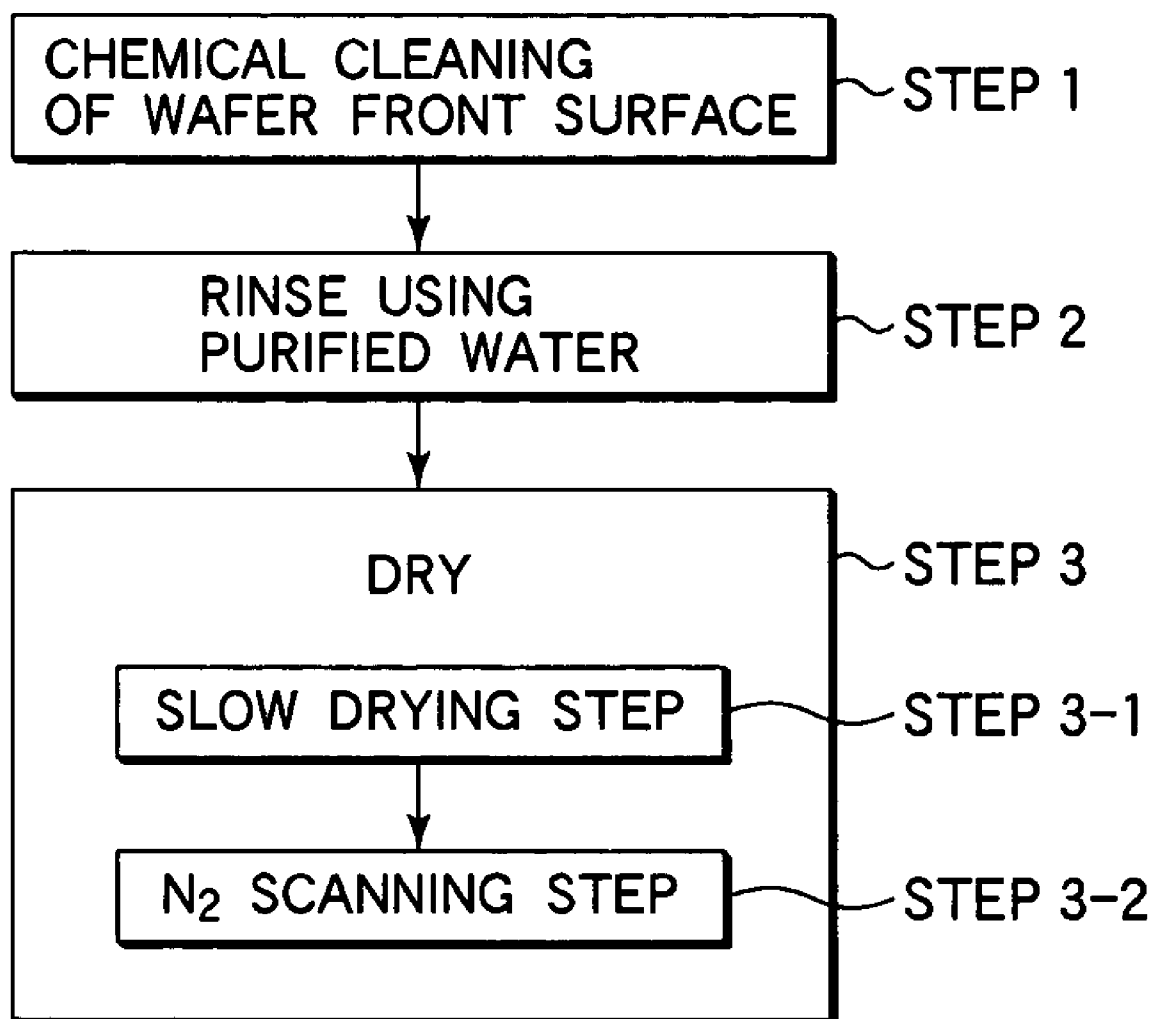 CHEMICAL CLEANING
OF WAFER FRONT SURFACE
STEP 1
RINSE USING
PURIFIED WATER
STEP 2
DRY
STEP 3
SLOW DRYING STEP
STEP 3-1
N2 SCANNING STEP
STEP 3-2